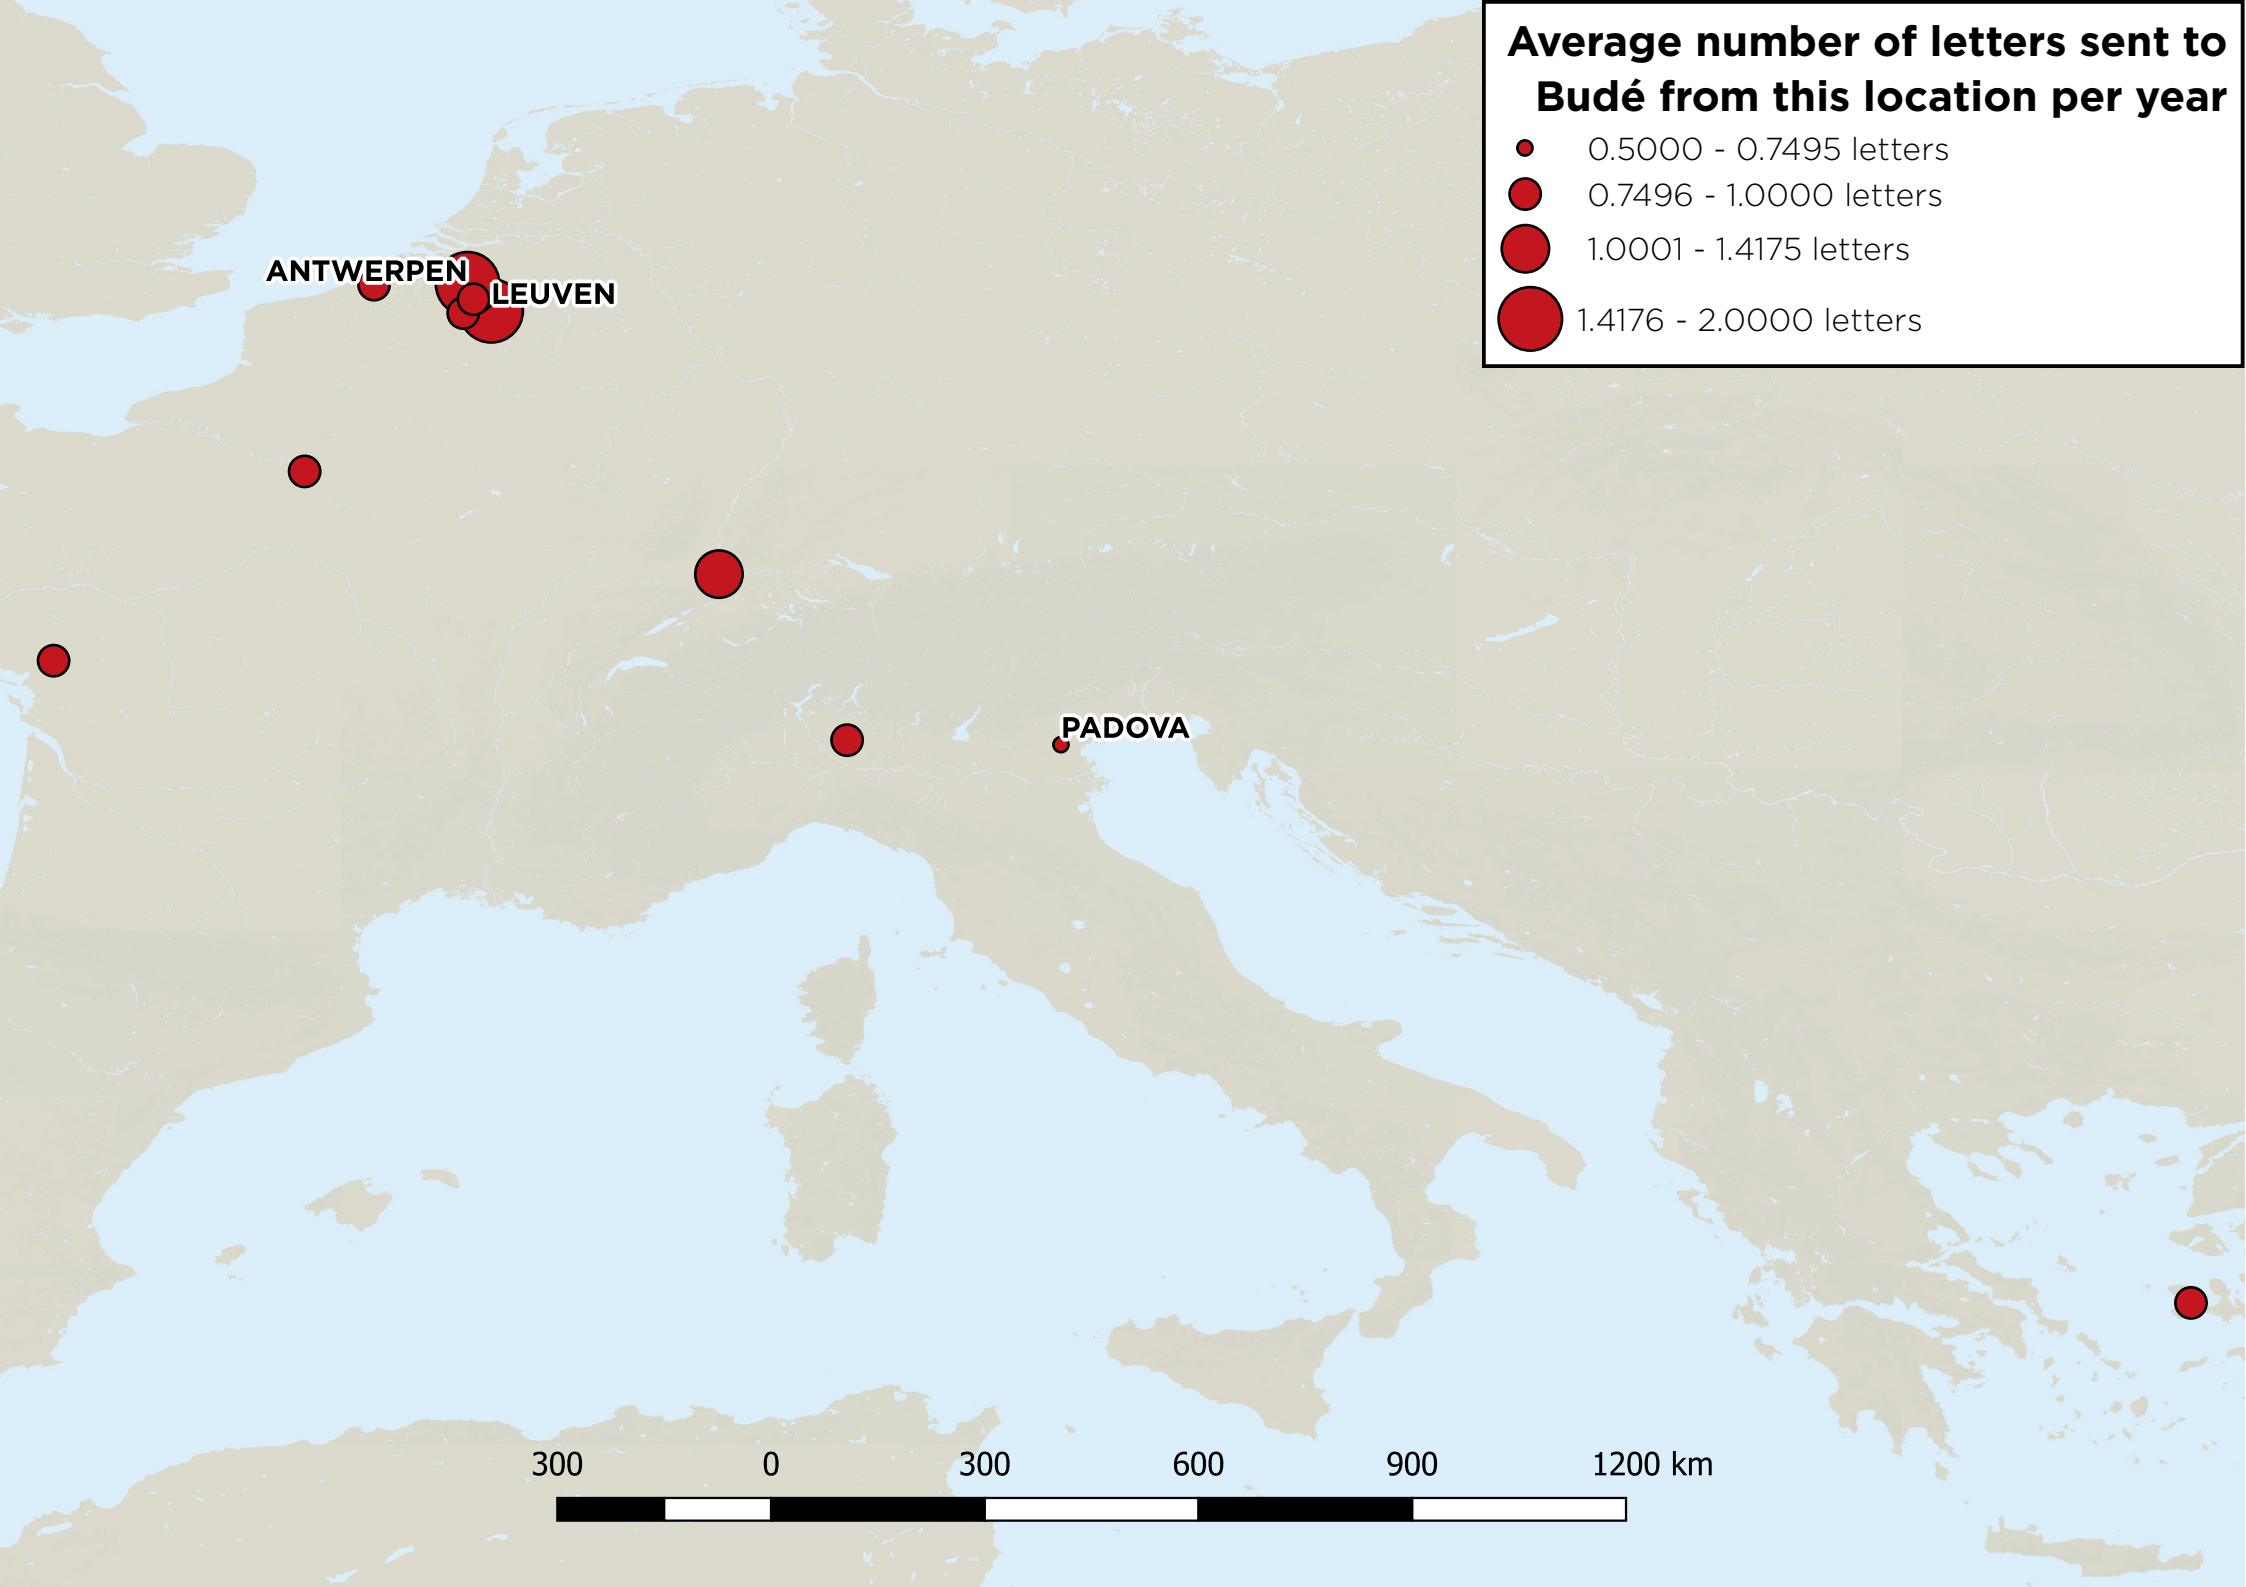 Average number of letters sent to
Budé from this location per year
0.5000 - 0.7495 letters
0.7496 - 1.0000 letters
1.0001 - 1.4175 letters
1.4176 - 2.0000 letters
ANTWERPEN
LEUVEN
PADOVA
300 0 300 600 900 1200 km